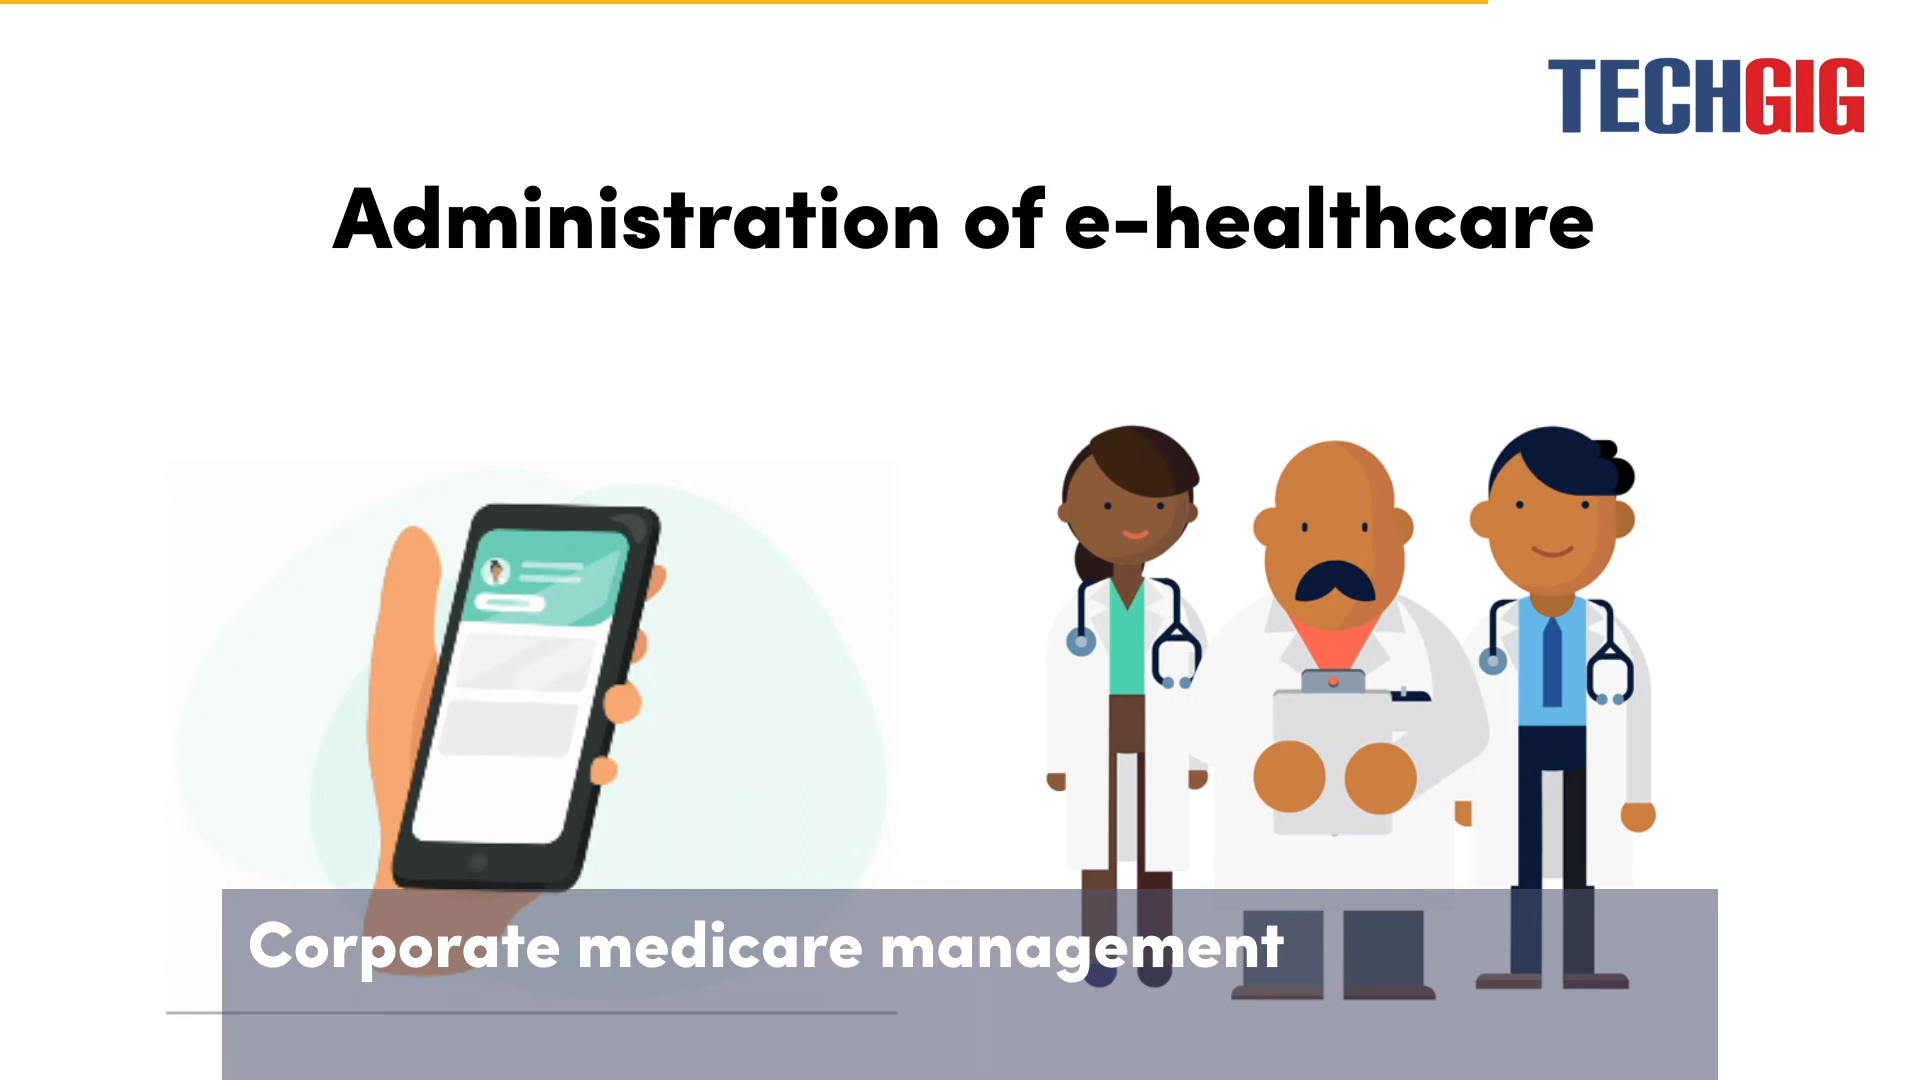 TECHGIG
Administration of e-healthcare
Corporate medicare management